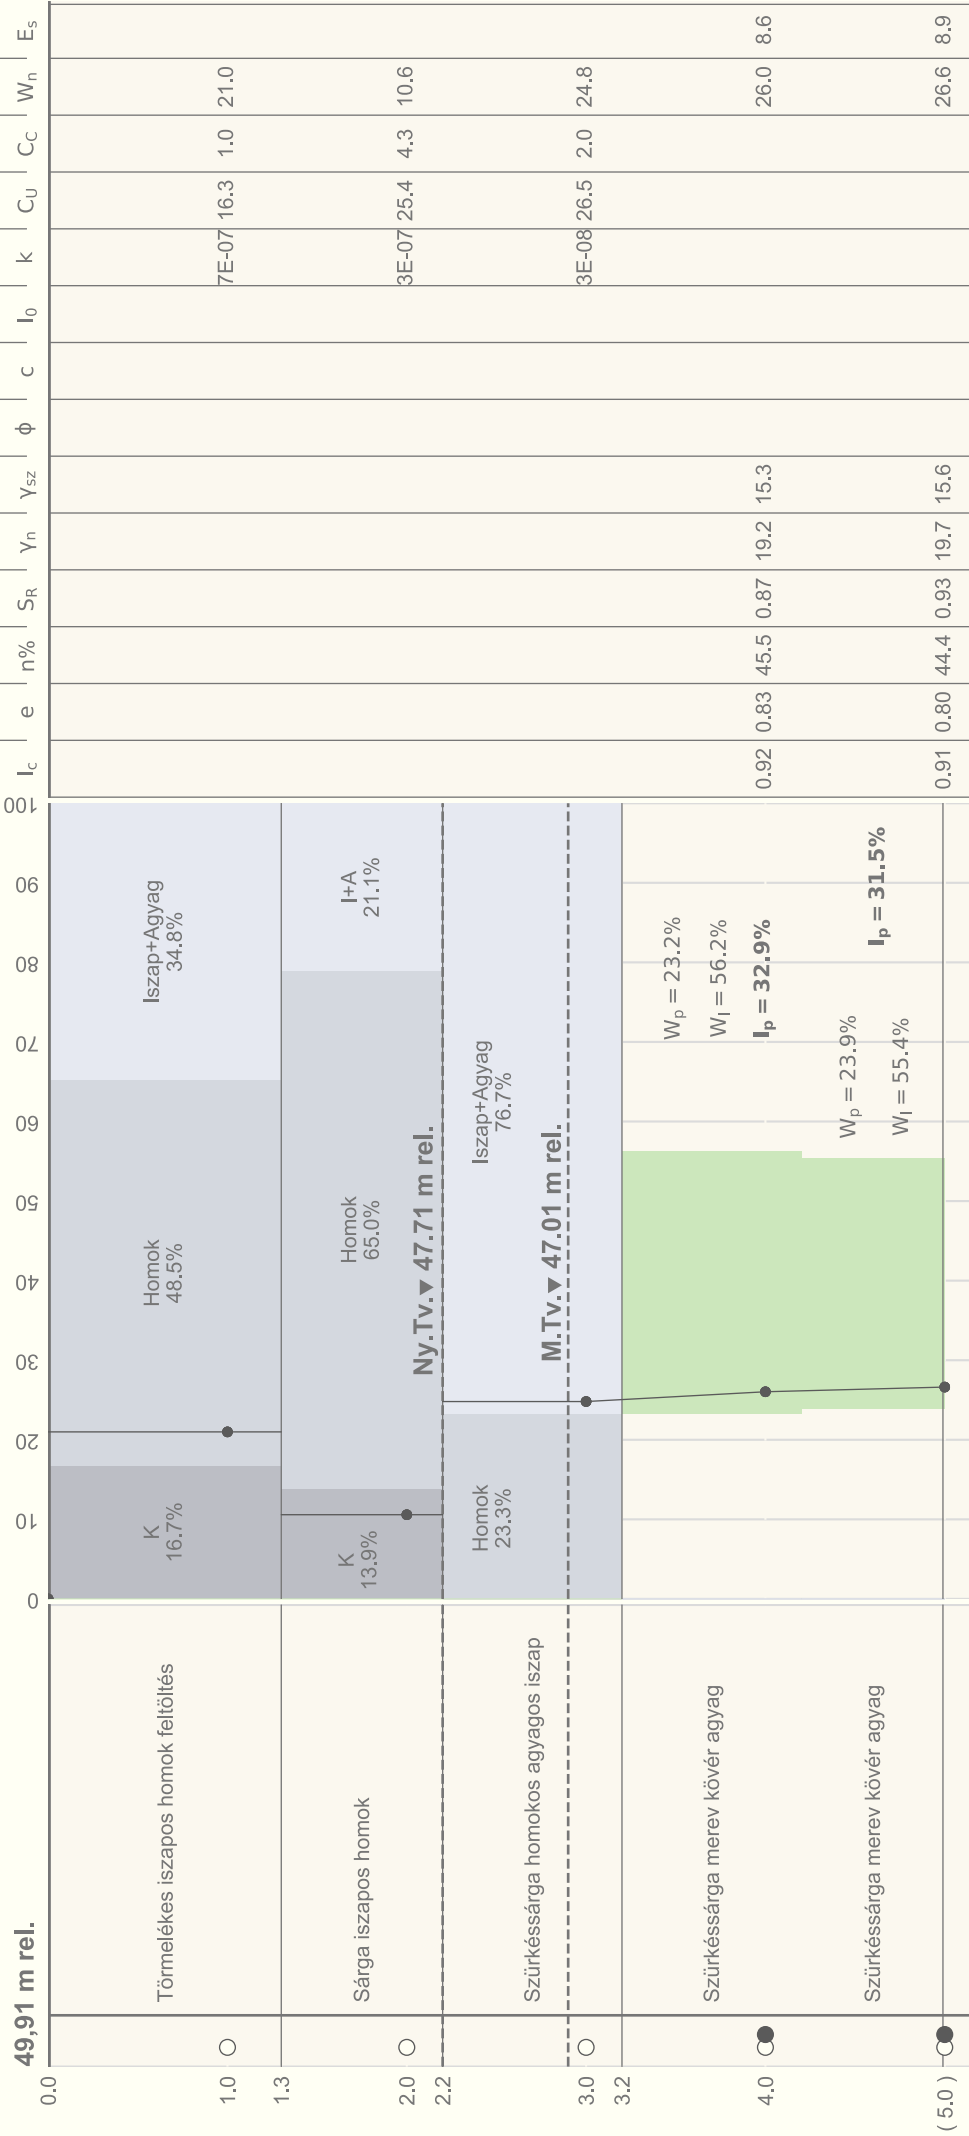 49,91 m rel.
0 10 20 30 40 50 60 70 80 90 100
Ic e n% SR γn γsz ϕ c I0 k CU CC Wn Es
0.0
Törmelékes iszapos homok feltöltés
K
16.7%
Homok
48.5%
Iszap+Agyag
34.8%
1.0
7E-07 16.3 1.0 21.0
1.3
Sárga iszapos homok
K
13.9%
Homok
65.0%
I+A
21.1%
2.0
3E-07 25.4 4.3 10.6
Ny.Tv.▼ 47.71 m rel.
2.2
Szürkéssárga homokos agyagos iszap
Homok
23.3%
Iszap+Agyag
76.7%
M.Tv.▼ 47.01 m rel.
3.0
3E-08 26.5 2.0 24.8
3.2
Szürkéssárga merev kövér agyag
Wp = 23.2%
Wl = 56.2%
Ip = 32.9%
4.0
0.92 0.83 45.5 0.87 19.2 15.3 26.0 8.6
Szürkéssárga merev kövér agyag
Wp = 23.9%
Wl = 55.4%
Ip = 31.5%
( 5.0 )
0.91 0.80 44.4 0.93 19.7 15.6 26.6 8.9